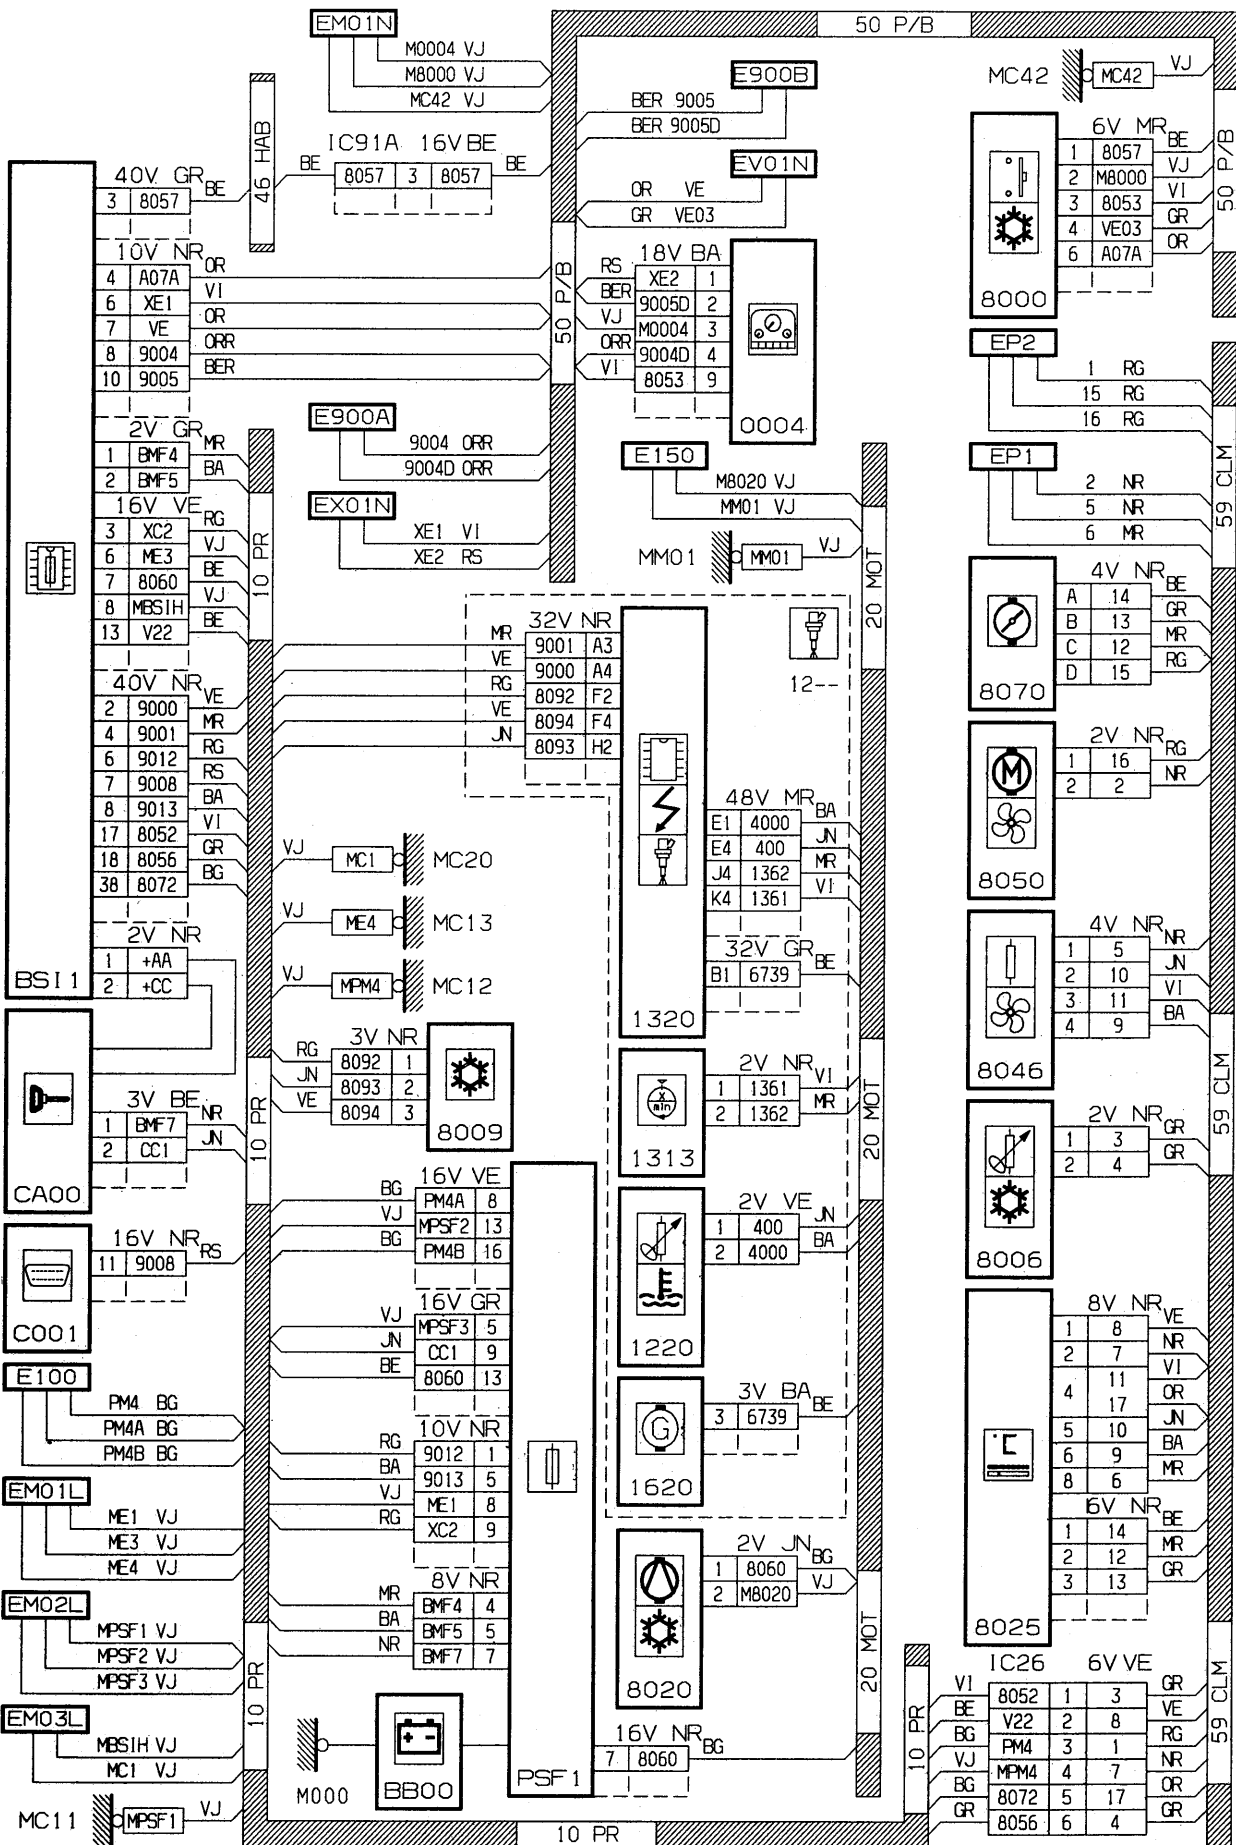 50 P/B
EM01N
M0004 VJ
M8000 VJ
MC42 VJ
E900B
BER 9005
BER 9005D
MC42
MC42
VJ
46 HAB
IC91A 16V BE
BE
8057 3 8057
BE
EV01N
OR VE
GR VE03
50 P/B
6V MR
1 8057 BE
2 M8000 VJ
3 8053 VI
4 VE03 GR
6 A07A OR
8000
40V GR
3 8057 BE
10V NR
4 A07A OR
6 XE1 VI
7 VE OR
8 9004 ORR
10 9005 BER
50 P/B
18V BA
RS XE2 1
BER 9005D 2
VJ M0004 3
ORR 9004D 4
VI 8053 9
0004
EP2
1 RG
15 RG
16 RG
E900A
9004 ORR
9004D ORR
EX01N
XE1 VI
XE2 RS
E150
M8020 VJ
MM01 VJ
MM01
MM01
VJ
EP1
2 NR
5 NR
6 MR
59 CLM
2V GR
1 BMF4 MR
2 BMF5 BA
16V VE
3 XC2 RG
6 ME3 VJ
7 8060 BE
8 MBSIH VJ
13 V22 BE
10 PR
20 MOT
4V NR
A 14 BE
B 13 GR
C 12 MR
D 15 RG
8070
40V NR
2 9000 VE
4 9001 MR
6 9012 RG
7 9008 RS
8 9013 BA
17 8052 VI
18 8056 GR
38 8072 BG
2V NR
1 +AA
2 +CC
BSI1
32V NR
MR 9001 A3
VE 9000 A4
RG 8092 F2
VE 8094 F4
JN 8093 H2
12--
48V MR
E1 4000 BA
E4 400 JN
J4 1362 MR
K4 1361 VI
32V GR
B1 6739 BE
1320
2V NR
1 16 RG
2 2 NR
M
8050
VJ MC1 MC20
VJ ME4 MC13
VJ MPM4 MC12
4V NR
1 5 NR
2 10 JN
3 11 VI
4 9 BA
8046
59 CLM
3V NR
RG 8092 1
JN 8093 2
VE 8094 3
8009
2V NR
1 1361 VI
2 1362 MR
x
min
1313
20 MOT
3V BE
1 BMF7 NR
2 CC1 JN
CA00
10 PR
2V NR
1 3 GR
2 4 GR
8006
16V NR
11 9008 RS
C001
16V VE
BG PM4A 8
VJ MPSF2 13
BG PM4B 16
16V GR
VJ MPSF3 5
JN CC1 9
BE 8060 13
10V NR
RG 9012 1
BA 9013 5
VJ ME1 8
RG XC2 9
8V NR
MR BMF4 4
BA BMF5 5
NR BMF7 7
16V NR
7 8060 BG
PSF1
2V VE
1 400 JN
2 4000 BA
1220
3V BA
3 6739 BE
G
1620
2V JN
1 8060 BG
2 M8020 VJ
8020
20 MOT
8V NR
1 8 VE
2 7 NR
4 11 VI
17 OR
5 10 JN
6 9 BA
8 6 MR
6V NR
1 14 BE
2 12 MR
3 13 GR
°C
8025
E100
PM4 BG
PM4A BG
PM4B BG
EM01L
ME1 VJ
ME3 VJ
ME4 VJ
EM02L
MPSF1 VJ
MPSF2 VJ
MPSF3 VJ
EM03L
MBSIH VJ
MC1 VJ
MC11 MPSF1 VJ
10 PR
M000
+ -
BB00
10 PR
10 PR
IC26 6V VE
VI 8052 1 3 GR
BE V22 2 8 VE
BG PM4 3 1 RG
VJ MPM4 4 7 NR
BG 8072 5 17 OR
GR 8056 6 4 GR
59 CLM